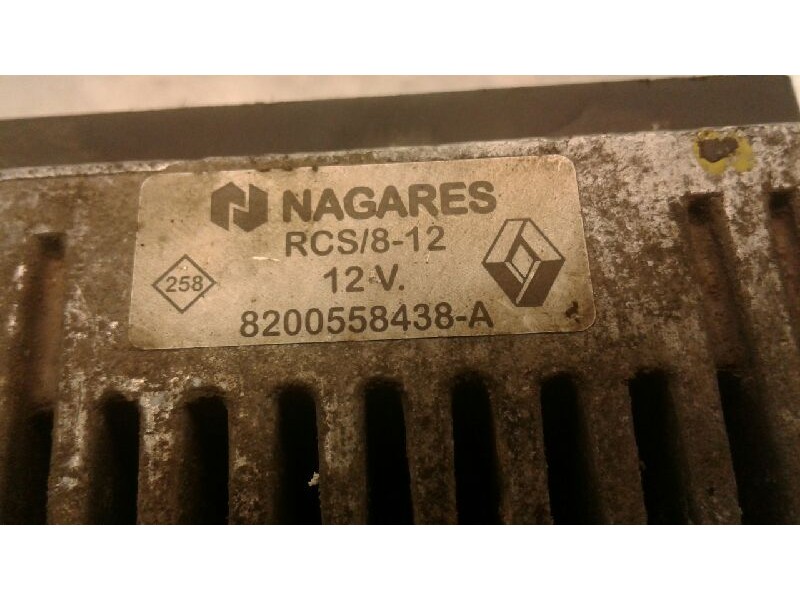 NAGARES
RCS/8-12
258
12 V.
8200558438-A